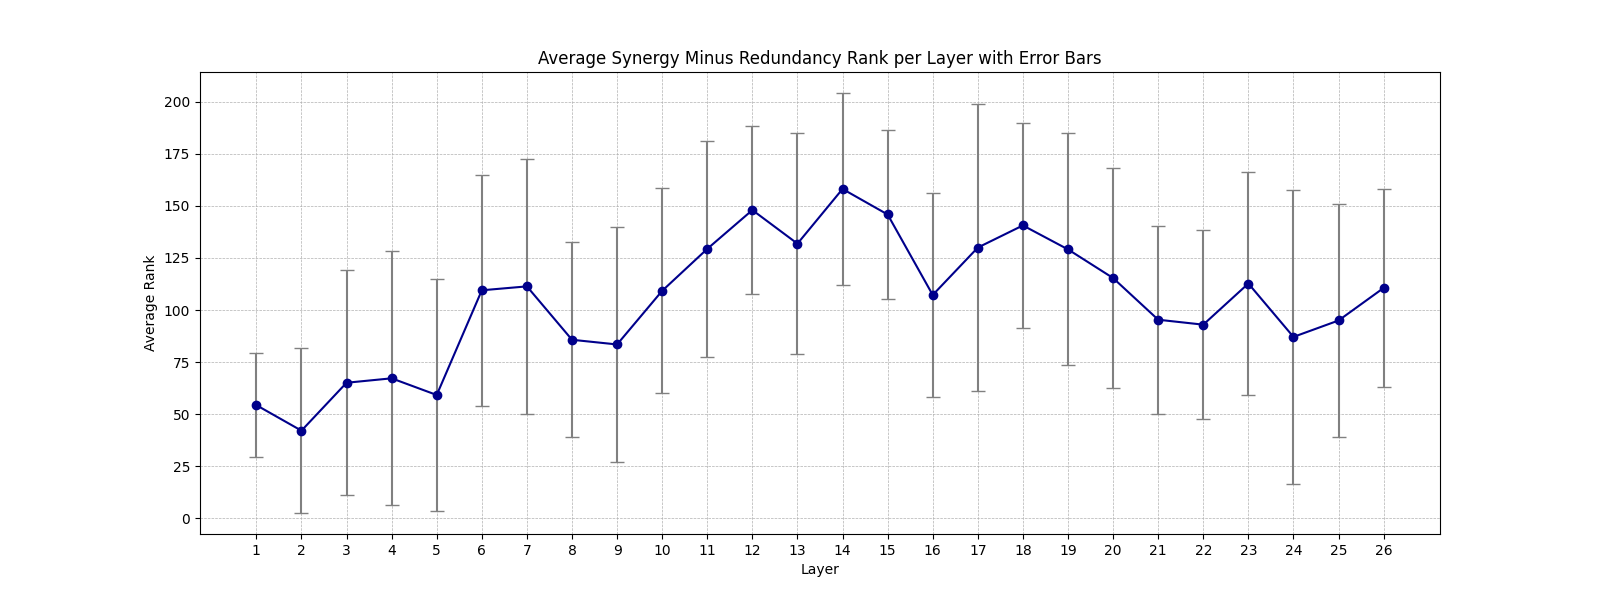 Average Synergy Minus Redundancy Rank per Layer with Error Bars
Average Rank
200
175
150
125
100
75
50
25
0
1 2 3 4 5 6 7 8 9 10 11 12 13 14 15 16 17 18 19 20 21 22 23 24 25 26
Layer